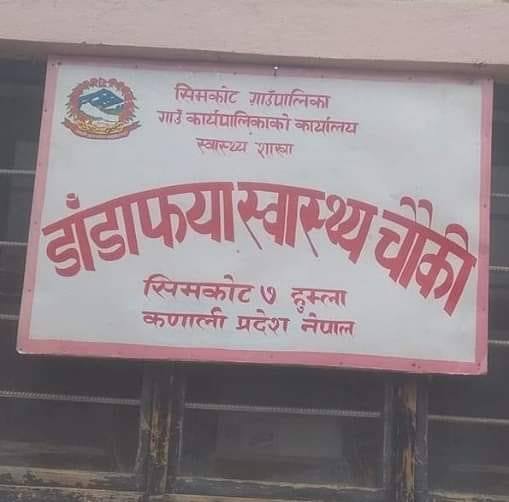 सिमकोट गाउँपालिका
गाउँ कार्यपालिकाको कार्यालय
स्वास्थ्य शाखा
डाँडाफया स्वास्थ्य चौकी
सिमकोट ७ हुम्ला
कर्णाली प्रदेश नेपाल